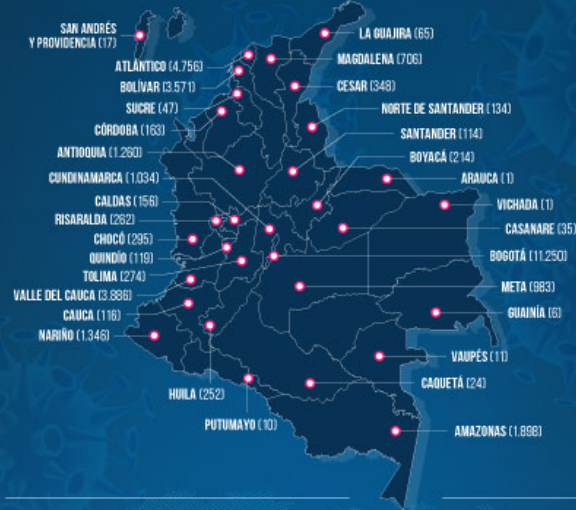 SAN ANDRÉS
Y PROVIDENCIA (17)
ATLÁNTICO (4.756)
BOLÍVAR (3.571)
SUCRE (47)
CÓRDOBA (163)
ANTIOQUIA (1.260)
CUNDINAMARCA (1.034)
CALDAS (156)
RISARALDA (262)
CHOCÓ (295)
QUINDÍO (119)
TOLIMA (274)
VALLE DEL CAUCA (3.886)
CAUCA (116)
NARIÑO (1.346)
HUILA (252)
PUTUMAYO (10)
LA GUAJIRA (65)
MAGDALENA (706)
CESAR (348)
NORTE DE SANTANDER (134)
SANTANDER (114)
BOYACÁ (214)
ARAUCA (1)
VICHADA (1)
CASANARE (35)
BOGOTÁ (11.250)
META (983)
GUAINÍA (6)
VAUPÉS (11)
CAQUETÁ (24)
AMAZONAS (1.898)